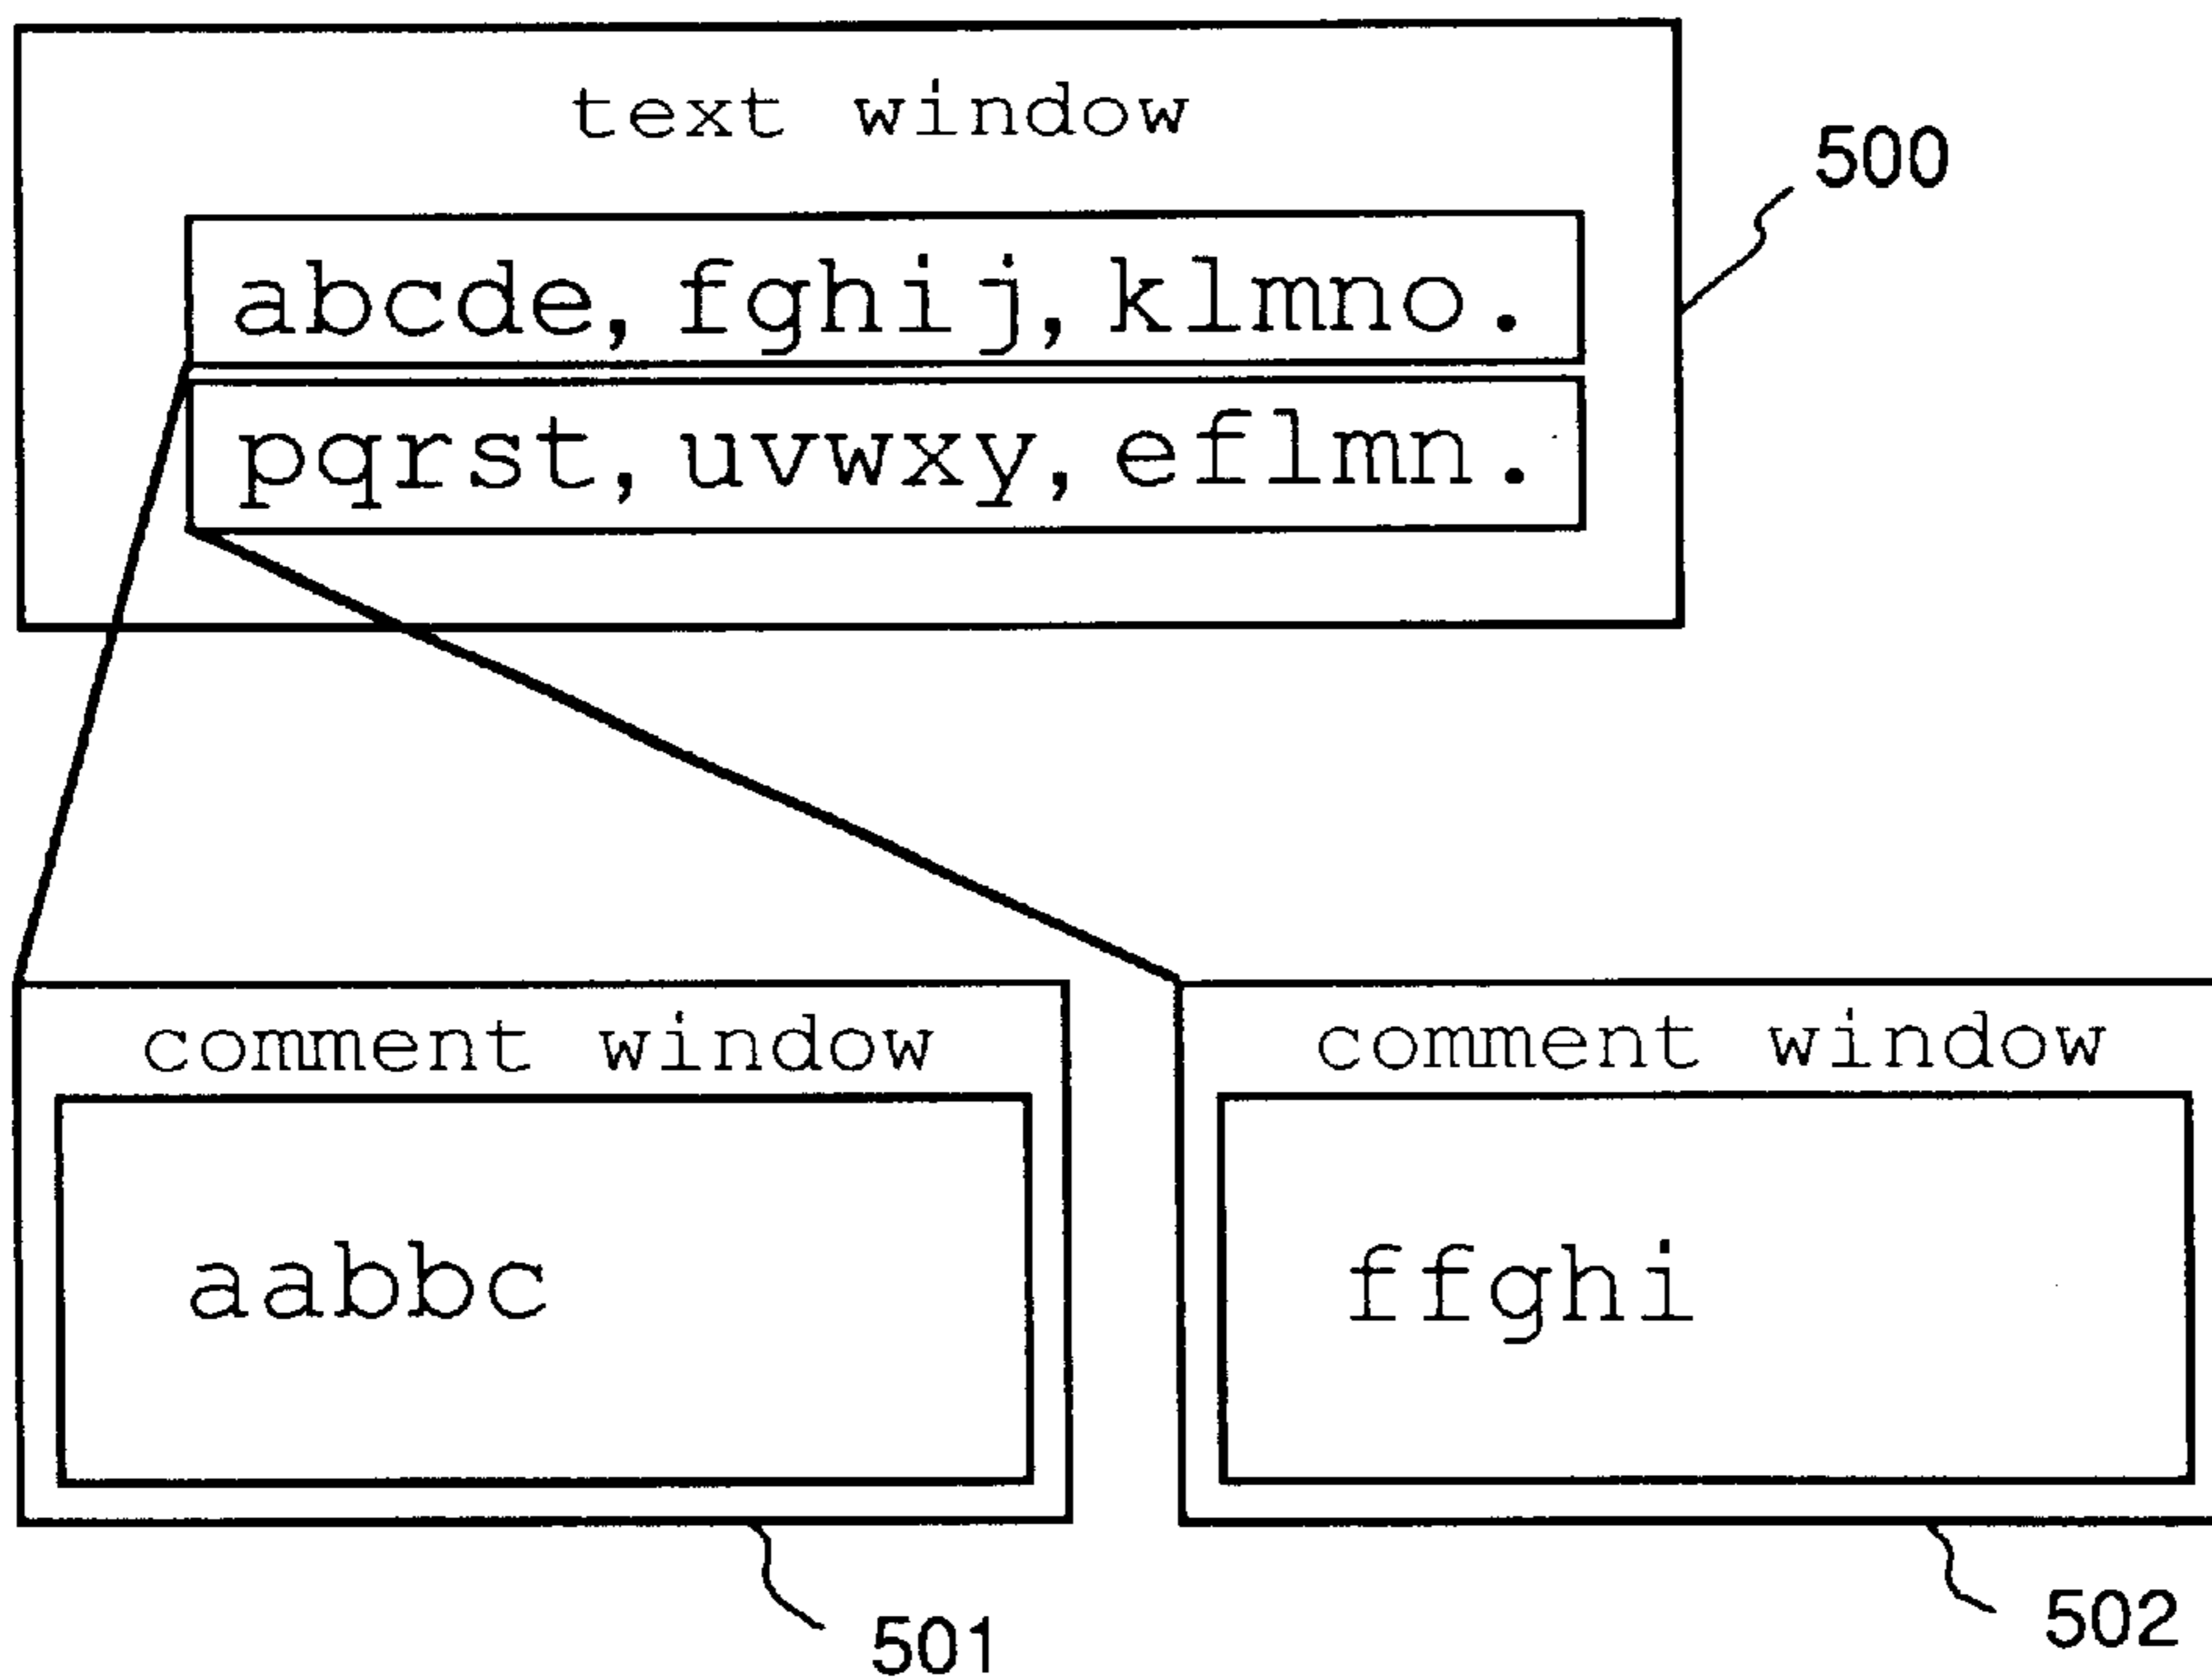 text window
500
abcde, fghij, klmno.
pqrst, uvwxy, eflmn.
comment window
aabbc
501
comment window
ffghi
502